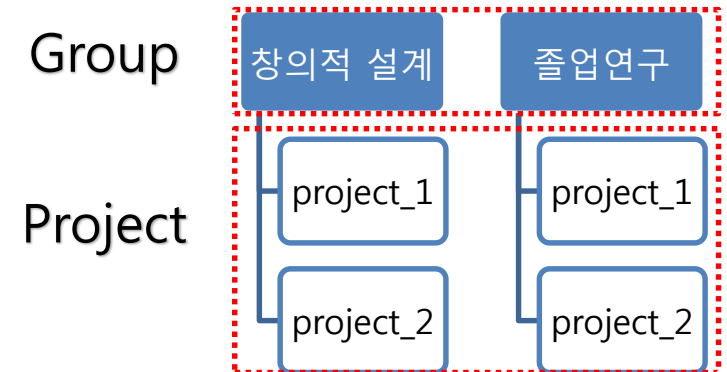 Group
창의적 설계
졸업연구
Project
project_1
project_1
project_2
project_2